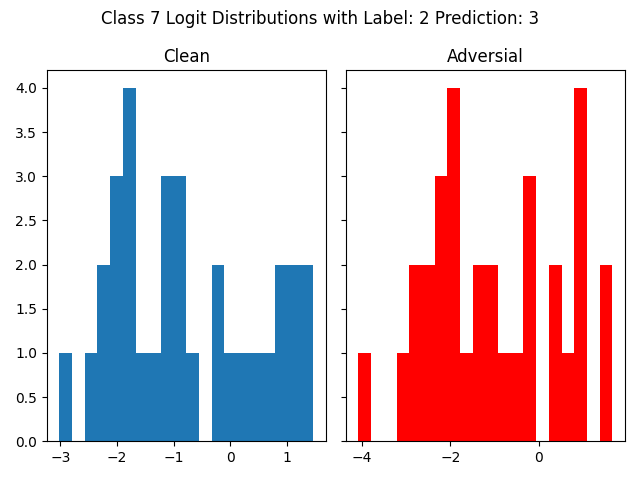 Class 7 Logit Distributions with Label: 2 Prediction: 3
Clean
Adversial
4.0
3.5
3.0
2.5
2.0
1.5
1.0
0.5
0.0
−3 −2 −1 0 1
−4 −2 0